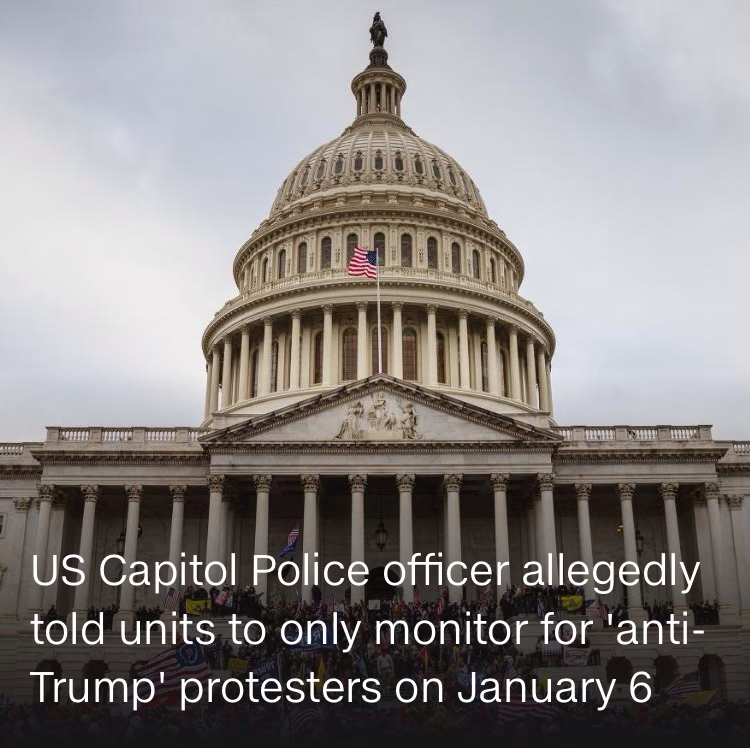 US Capitol Police officer allegedly
told units to only monitor for 'anti-
Trump' protesters on January 6